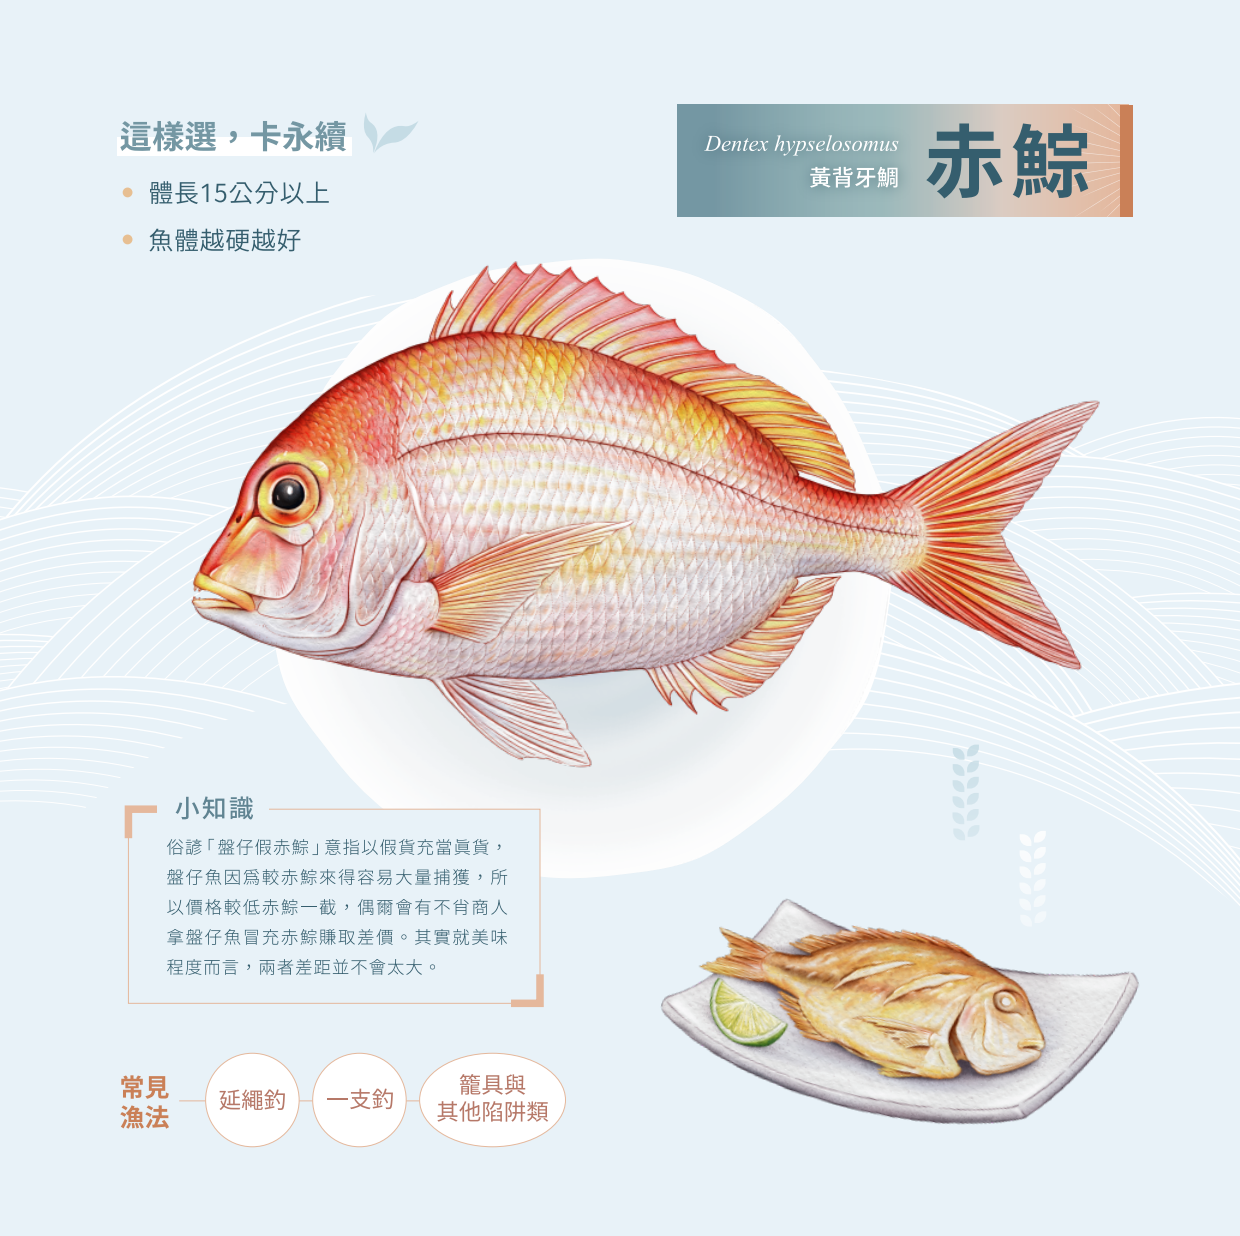 這樣選，卡永續
體長15公分以上
魚體越硬越好
Dentex hypselosomus
黃背牙鯛
赤鯮
小知識
俗諺「盤仔假赤鯮」意指以假貨充當真貨，
盤仔魚因為較赤鯮來得容易大量捕獲，所
以價格較低赤鯮一截，偶爾會有不肖商人
拿盤仔魚冒充赤鯮賺取差價。其實就美味
程度而言，兩者差距並不會太大。
常見
漁法
延繩釣
一支釣
籠具與
其他陷阱類